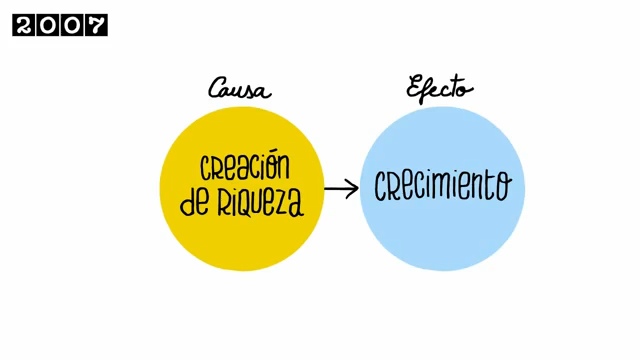 2007
Causa
Efecto
Creación
de Riqueza
Crecimiento